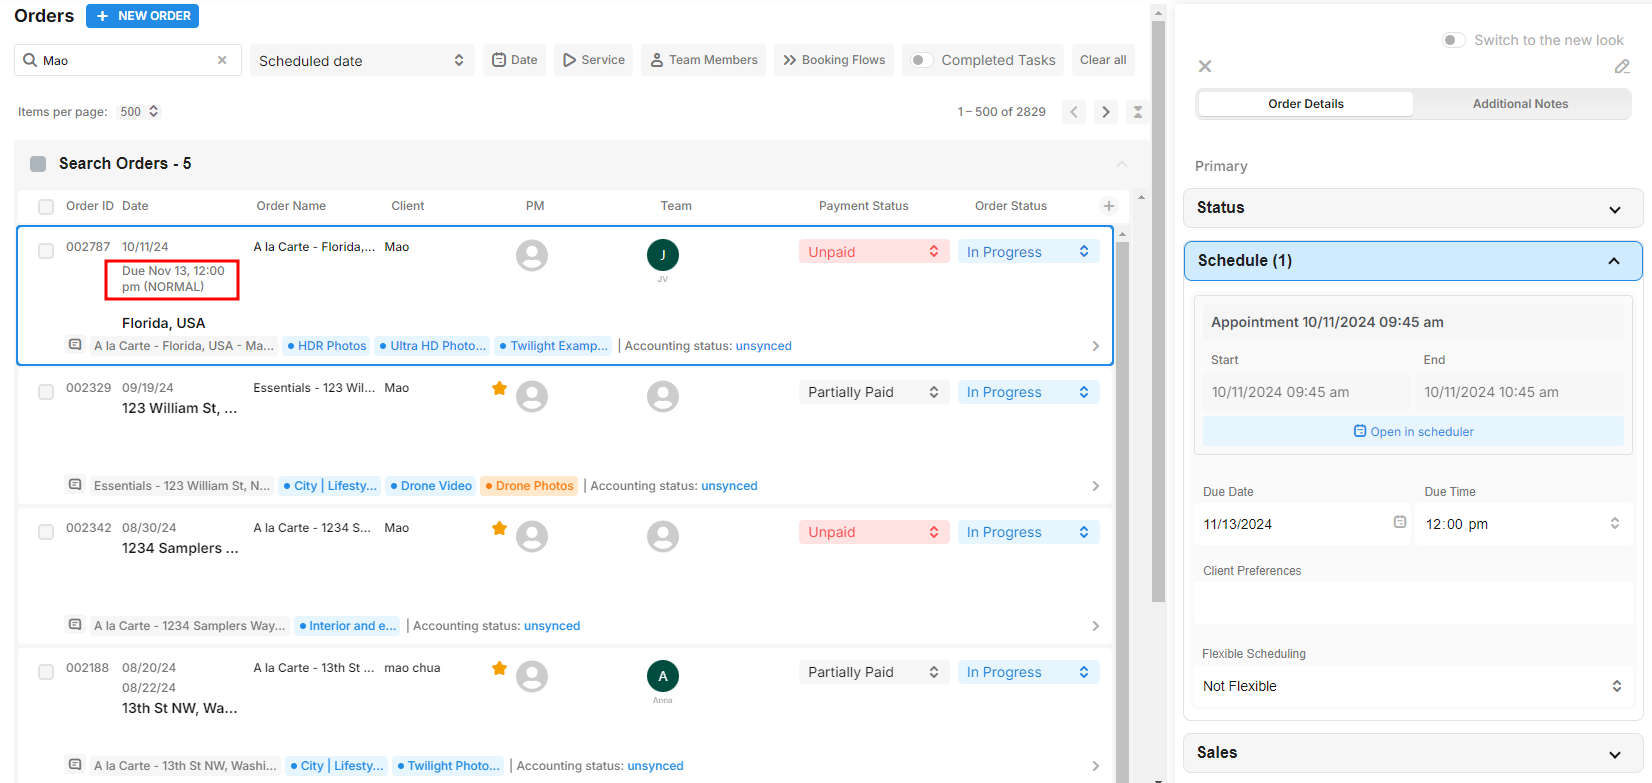 Orders
+ NEW ORDER
Mao
Scheduled date
Date
Service
Team Members
Booking Flows
Completed Tasks
Clear all
Items per page: 500
1 – 500 of 2829
Search Orders - 5
Order ID Date Order Name Client PM Team Payment Status Order Status
002787 10/11/24 A la Carte - Florida,... Mao
J
JV
Unpaid
In Progress
Due Nov 13, 12:00
pm (NORMAL)
Florida, USA
A la Carte - Florida, USA - Ma... HDR Photos Ultra HD Photo... Twilight Examp... | Accounting status: unsynced
002329 09/19/24 Essentials - 123 Wil... Mao
Partially Paid
In Progress
123 William St, ...
Essentials - 123 William St, N... City | Lifesty... Drone Video Drone Photos | Accounting status: unsynced
002342 08/30/24 A la Carte - 1234 S... Mao
Unpaid
In Progress
1234 Samplers ...
A la Carte - 1234 Samplers Way... Interior and e... | Accounting status: unsynced
002188 08/20/24 A la Carte - 13th St ... mao chua
A
Anna
Partially Paid
In Progress
08/22/24
13th St NW, Wa...
A la Carte - 13th St NW, Washi... City | Lifesty... Twilight Photo... | Accounting status: unsynced
Switch to the new look
Order Details
Additional Notes
Primary
Status
Schedule (1)
Appointment 10/11/2024 09:45 am
Start End
10/11/2024 09:45 am 10/11/2024 10:45 am
Open in scheduler
Due Date Due Time
11/13/2024 12:00 pm
Client Preferences
Flexible Scheduling
Not Flexible
Sales